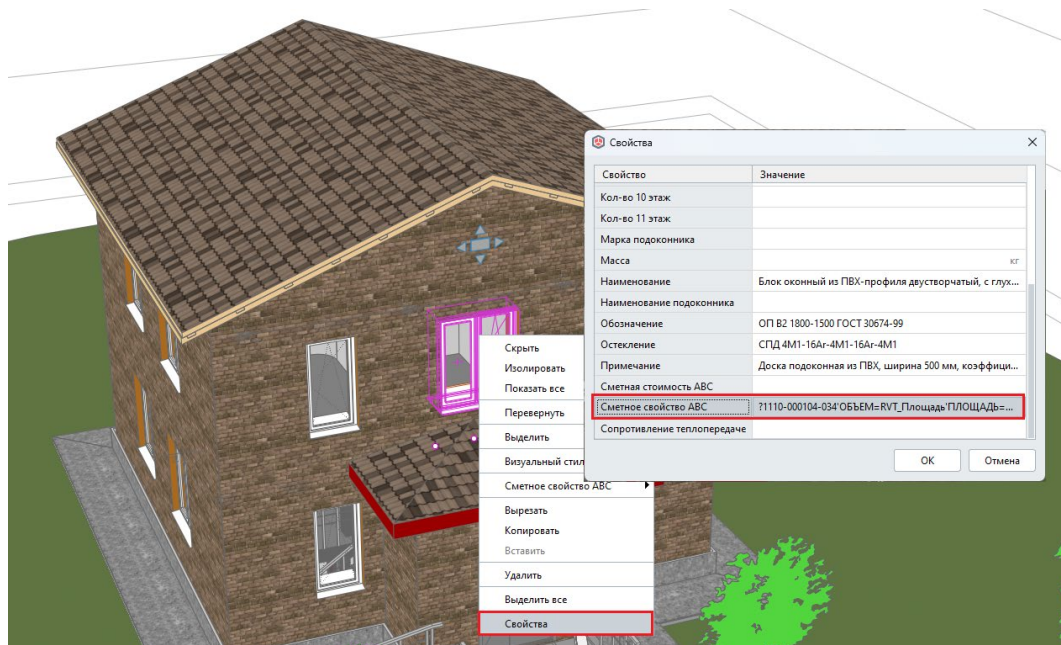 Свойства
Свойство Значение
Кол-во 10 этаж
Кол-во 11 этаж
Марка подоконника
Масса кг
Наименование Блок оконный из ПВХ-профиля двустворчатый, с глух...
Наименование подоконника
Обозначение ОП В2 1800-1500 ГОСТ 30674-99
Остекление СПД 4М1-16Ar-4М1-16Ar-4М1
Примечание Доска подоконная из ПВХ, ширина 500 мм, коэффици...
Сметная стоимость АВС
Сметное свойство АВС ?1110-000104-034'ОБЪЕМ=RVT_Площадь'ПЛОЩАДЬ=...
Сопротивление теплопередаче
ОК Отмена
Скрыть
Изолировать
Показать все
Перевернуть
Выделить
Визуальный стил
Сметное свойство АВС
Вырезать
Копировать
Вставить
Удалить
Выделить все
Свойства